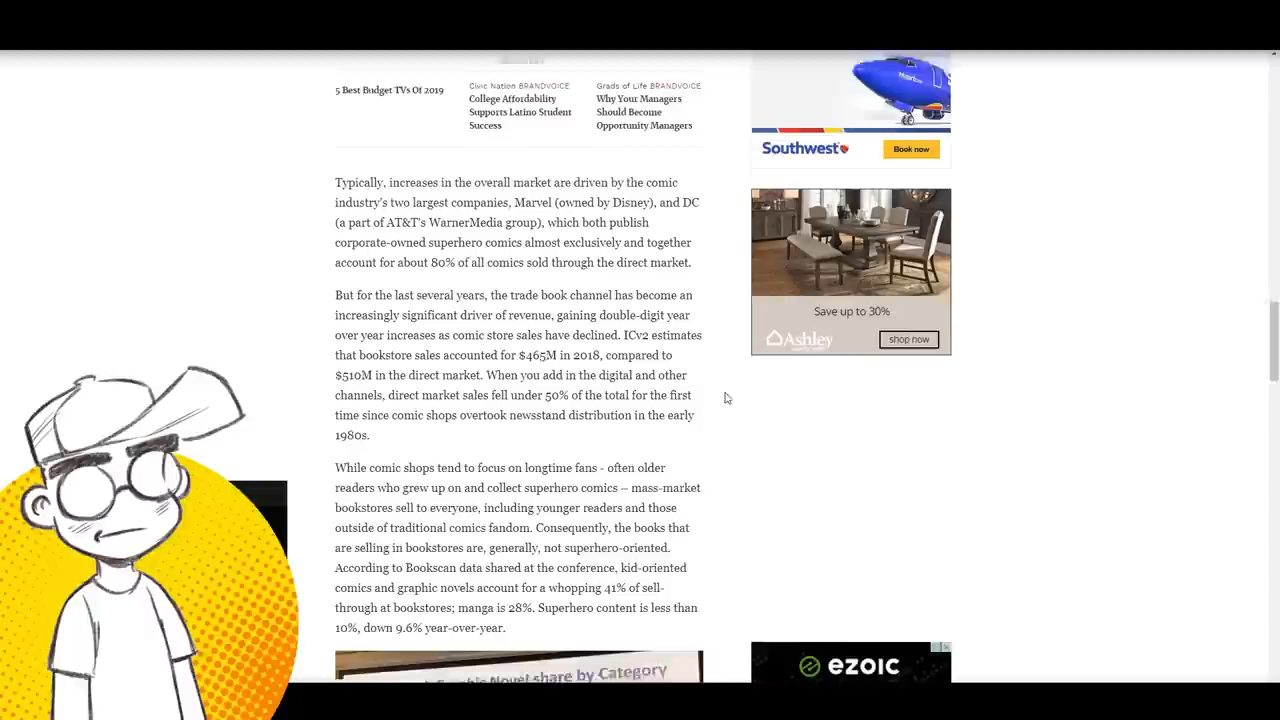 5 Best Budget TVs Of 2019
Civic Nation BRANDVOICE
College Affordability
Supports Latino Student
Success
Grads of Life BRANDVOICE
Why Your Managers
Should Become
Opportunity Managers
Typically, increases in the overall market are driven by the comic
industry's two largest companies, Marvel (owned by Disney), and DC
(a part of AT&T's WarnerMedia group), which both publish
corporate-owned superhero comics almost exclusively and together
account for about 80% of all comics sold through the direct market.
But for the last several years, the trade book channel has become an
increasingly significant driver of revenue, gaining double-digit year
over year increases as comic store sales have declined. ICv2 estimates
that bookstore sales accounted for $465M in 2018, compared to
$510M in the direct market. When you add in the digital and other
channels, direct market sales fell under 50% of the total for the first
time since comic shops overtook newsstand distribution in the early
1980s.
While comic shops tend to focus on longtime fans - often older
readers who grew up on and collect superhero comics – mass-market
bookstores sell to everyone, including younger readers and those
outside of traditional comics fandom. Consequently, the books that
are selling in bookstores are, generally, not superhero-oriented.
According to Bookscan data shared at the conference, kid-oriented
comics and graphic novels account for a whopping 41% of sell-
through at bookstores; manga is 28%. Superhero content is less than
10%, down 9.6% year-over-year.
Novel share by Category
Southwest
Book now
Save up to 30%
Ashley
shop now
ezoic